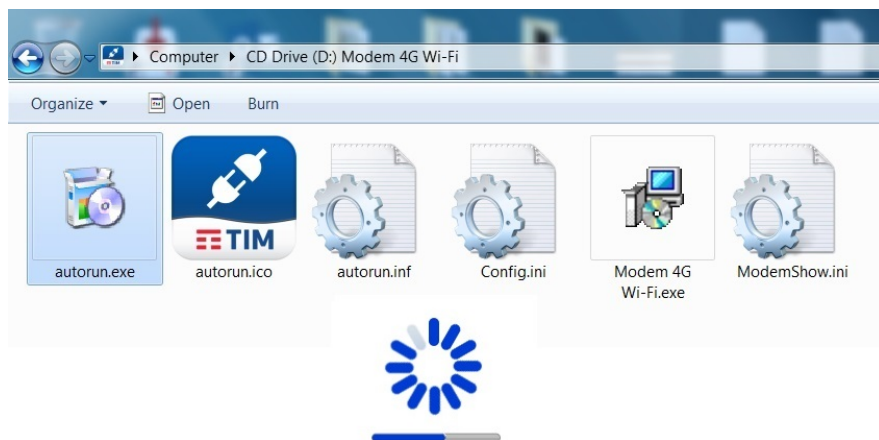 Computer ▸ CD Drive (D:) Modem 4G Wi-Fi
Organize ▾ Open Burn
TIM
autorun.exe autorun.ico autorun.inf Config.ini Modem 4G Wi-Fi.exe ModemShow.ini